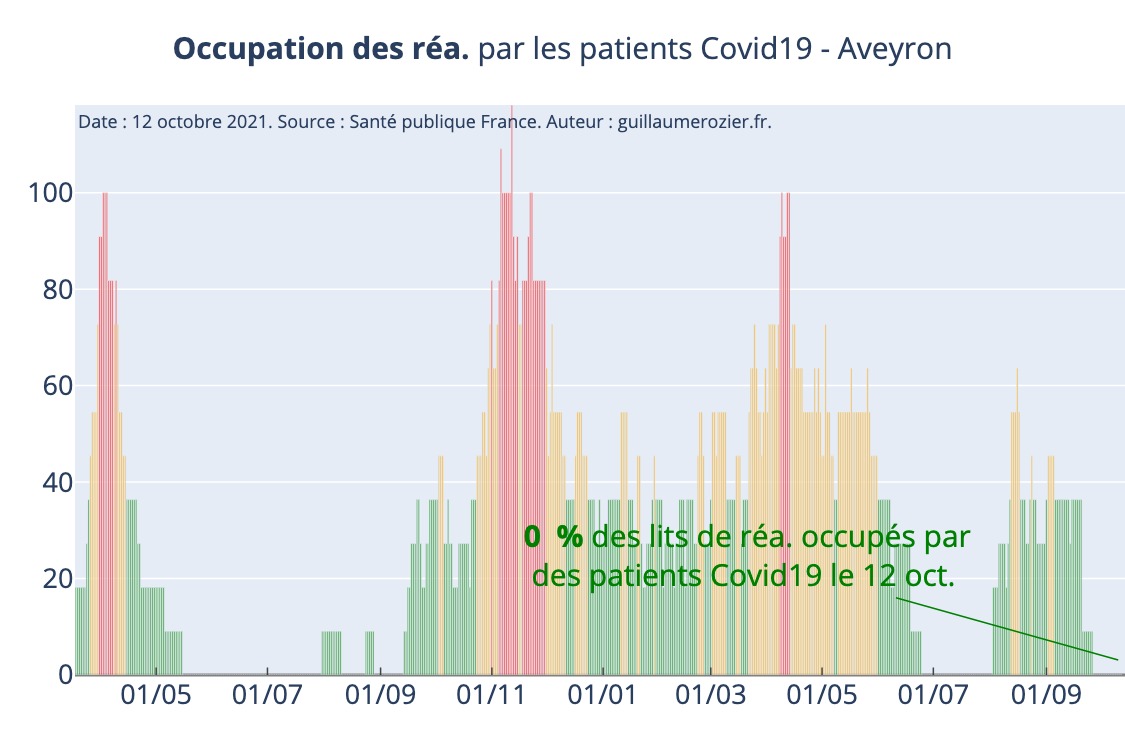 Occupation des réa. par les patients Covid19 - Aveyron
Date : 12 octobre 2021. Source : Santé publique France. Auteur : guillaumerozier.fr.
100
80
60
40
20
0
0 % des lits de réa. occupés par
des patients Covid19 le 12 oct.
01/05 01/07 01/09 01/11 01/01 01/03 01/05 01/07 01/09